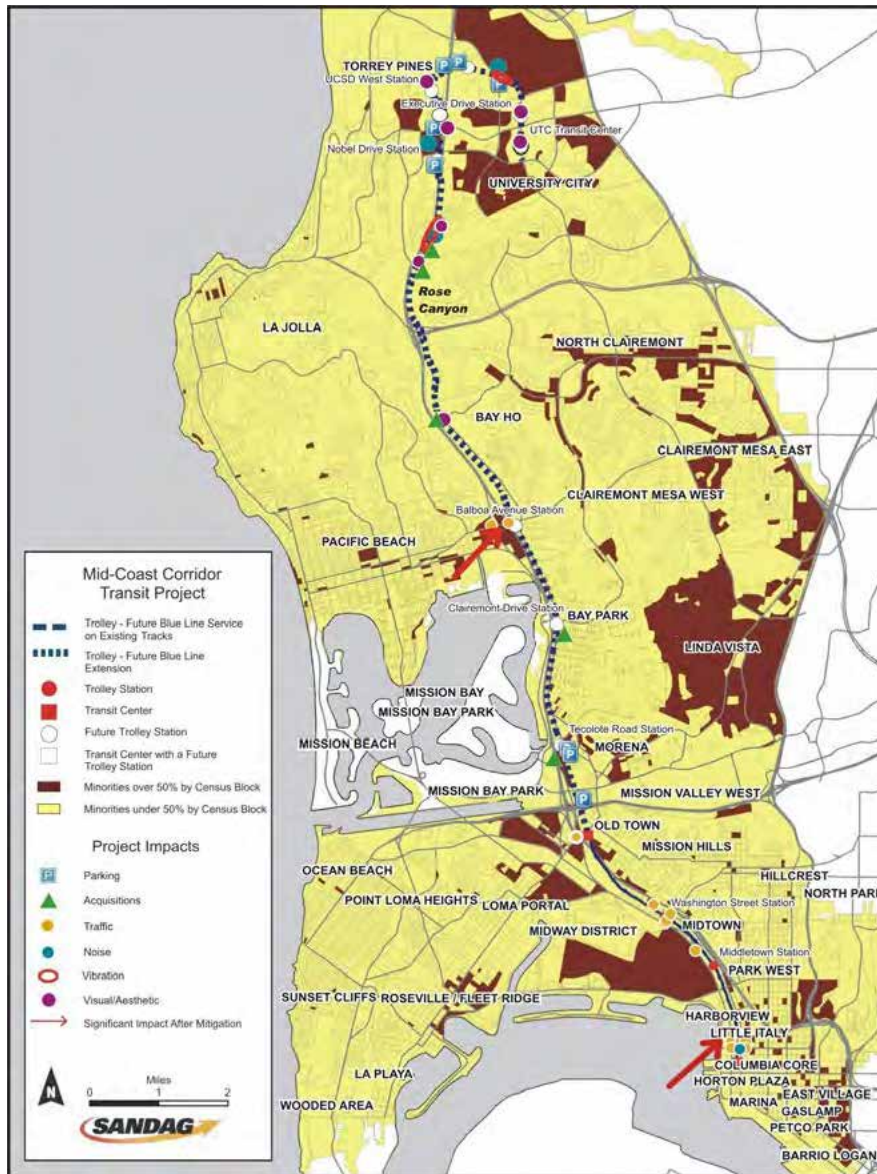 TORREY PINES
UCSD West Station
Executive Drive Station
UTC Transit Center
Nobel Drive Station
UNIVERSITY CITY
Rose
Canyon
LA JOLLA
NORTH CLAIREMONT
BAY HO
CLAIREMONT MESA EAST
CLAIREMONT MESA WEST
Balboa Avenue Station
PACIFIC BEACH
Clairemont Drive Station
BAY PARK
LINDA VISTA
MISSION BAY
MISSION BAY PARK
MISSION BEACH
Tecolote Road Station
MORENA
MISSION BAY PARK
MISSION VALLEY WEST
OLD TOWN
MISSION HILLS
OCEAN BEACH
HILLCREST
POINT LOMA HEIGHTS
LOMA PORTAL
NORTH PARK
Washington Street Station
MIDWAY DISTRICT
MIDTOWN
Middletown Station
PARK WEST
SUNSET CLIFFS
ROSEVILLE / FLEET RIDGE
HARBORVIEW
LITTLE ITALY
COLUMBIA CORE
LA PLAYA
HORTON PLAZA
EAST VILLAGE
WOODED AREA
MARINA
GASLAMP
PETCO PARK
BARRIO LOGAN
P
P
P
P
P
P
P
Mid-Coast Corridor
Transit Project
Trolley - Future Blue Line Service
on Existing Tracks
Trolley - Future Blue Line
Extension
Trolley Station
Transit Center
Future Trolley Station
Transit Center with a Future
Trolley Station
Minorities over 50% by Census Block
Minorities under 50% by Census Block
Project Impacts
P Parking
Acquisitions
Traffic
Noise
Vibration
Visual/Aesthetic
Significant Impact After Mitigation
N
Miles
0 1 2
SANDAG